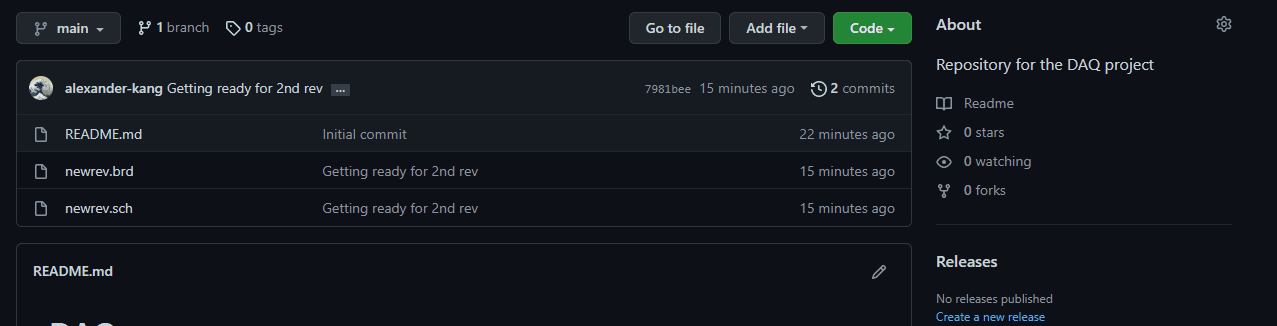 main 1 branch 0 tags Go to file Add file Code
alexander-kang Getting ready for 2nd rev ... 7981bee 15 minutes ago 2 commits
README.md Initial commit 22 minutes ago
newrev.brd Getting ready for 2nd rev 15 minutes ago
newrev.sch Getting ready for 2nd rev 15 minutes ago
README.md
DAQ
About
Repository for the DAQ project
Readme
0 stars
0 watching
0 forks
Releases
No releases published
Create a new release